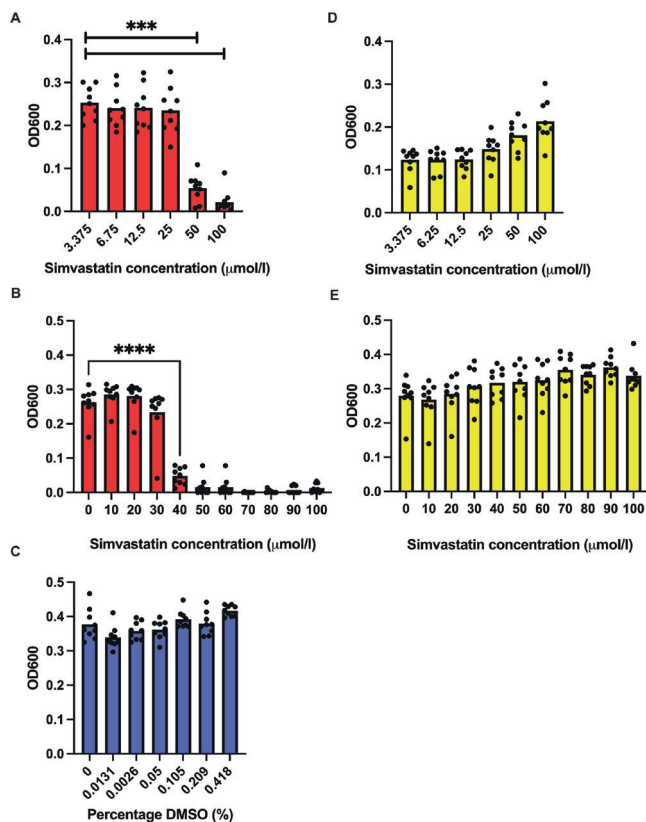 A
***
OD600
0.4
0.3
0.2
0.1
0.0
3.375
6.75
12.5
25
50
100
Simvastatin concentration (μmol/l)
D
OD600
0.4
0.3
0.2
0.1
0.0
3.375
6.25
12.5
25
50
100
Simvastatin concentration (μmol/l)
B
****
OD600
0.5
0.4
0.3
0.2
0.1
0.0
0 10 20 30 40 50 60 70 80 90 100
Simvastatin concentration (μmol/l)
E
OD600
0.5
0.4
0.3
0.2
0.1
0.0
0 10 20 30 40 50 60 70 80 90 100
Simvastatin concentration (μmol/l)
C
OD600
0.5
0.4
0.3
0.2
0.1
0.0
0
0.0131
0.0026
0.05
0.105
0.209
0.418
Percentage DMSO (%)